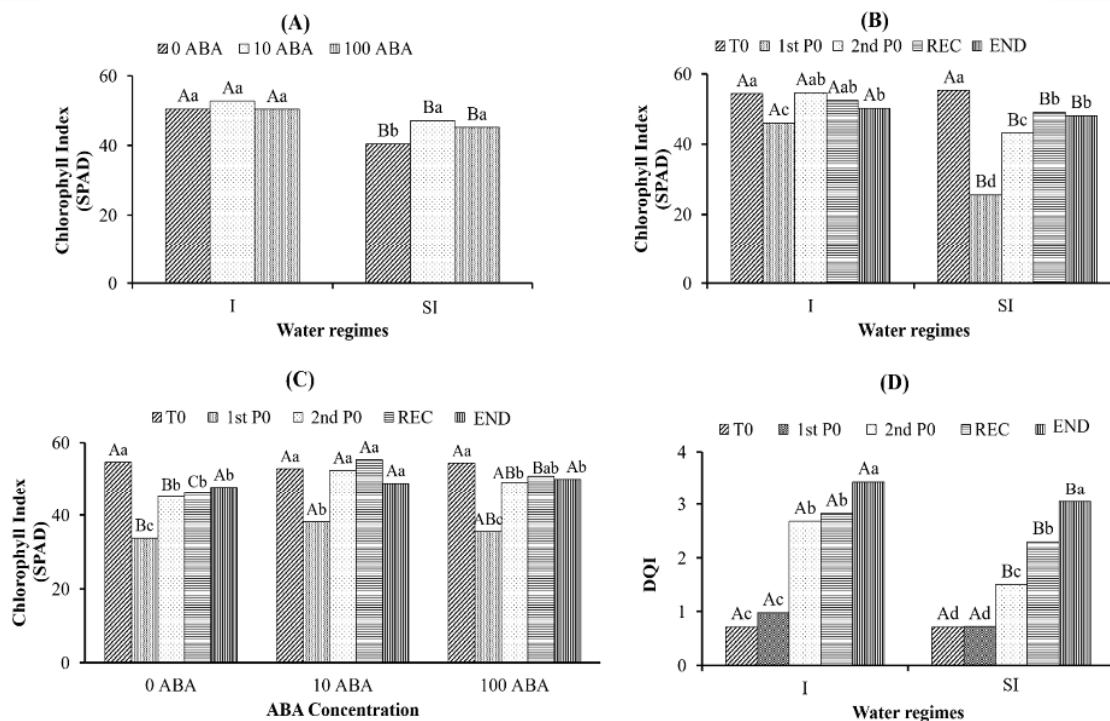 (A)
0 ABA 10 ABA 100 ABA
60
40
20
0
Chlorophyll Index
(SPAD)
Aa Aa Aa
Bb Ba Ba
I SI
Water regimes
(B)
T0 1st P0 2nd P0 REC END
60
40
20
0
Chlorophyll Index
(SPAD)
Aa Ac Aab Aab Ab
Aa Bd Bc Bb Bb
I SI
Water regimes
(C)
T0 1st P0 2nd P0 REC END
60
40
20
0
Chlorophyll Index
(SPAD)
Aa Bc Bb Cb Ab
Aa Ab Aa Aa Aa
Aa ABc ABb Bab Ab
0 ABA 10 ABA 100 ABA
ABA Concentration
(D)
T0 1st P0 2nd P0 REC END
4
3
2
1
0
DQI
Ac Ac Ab Ab Aa
Ad Ad Bc Bb Ba
I SI
Water regimes